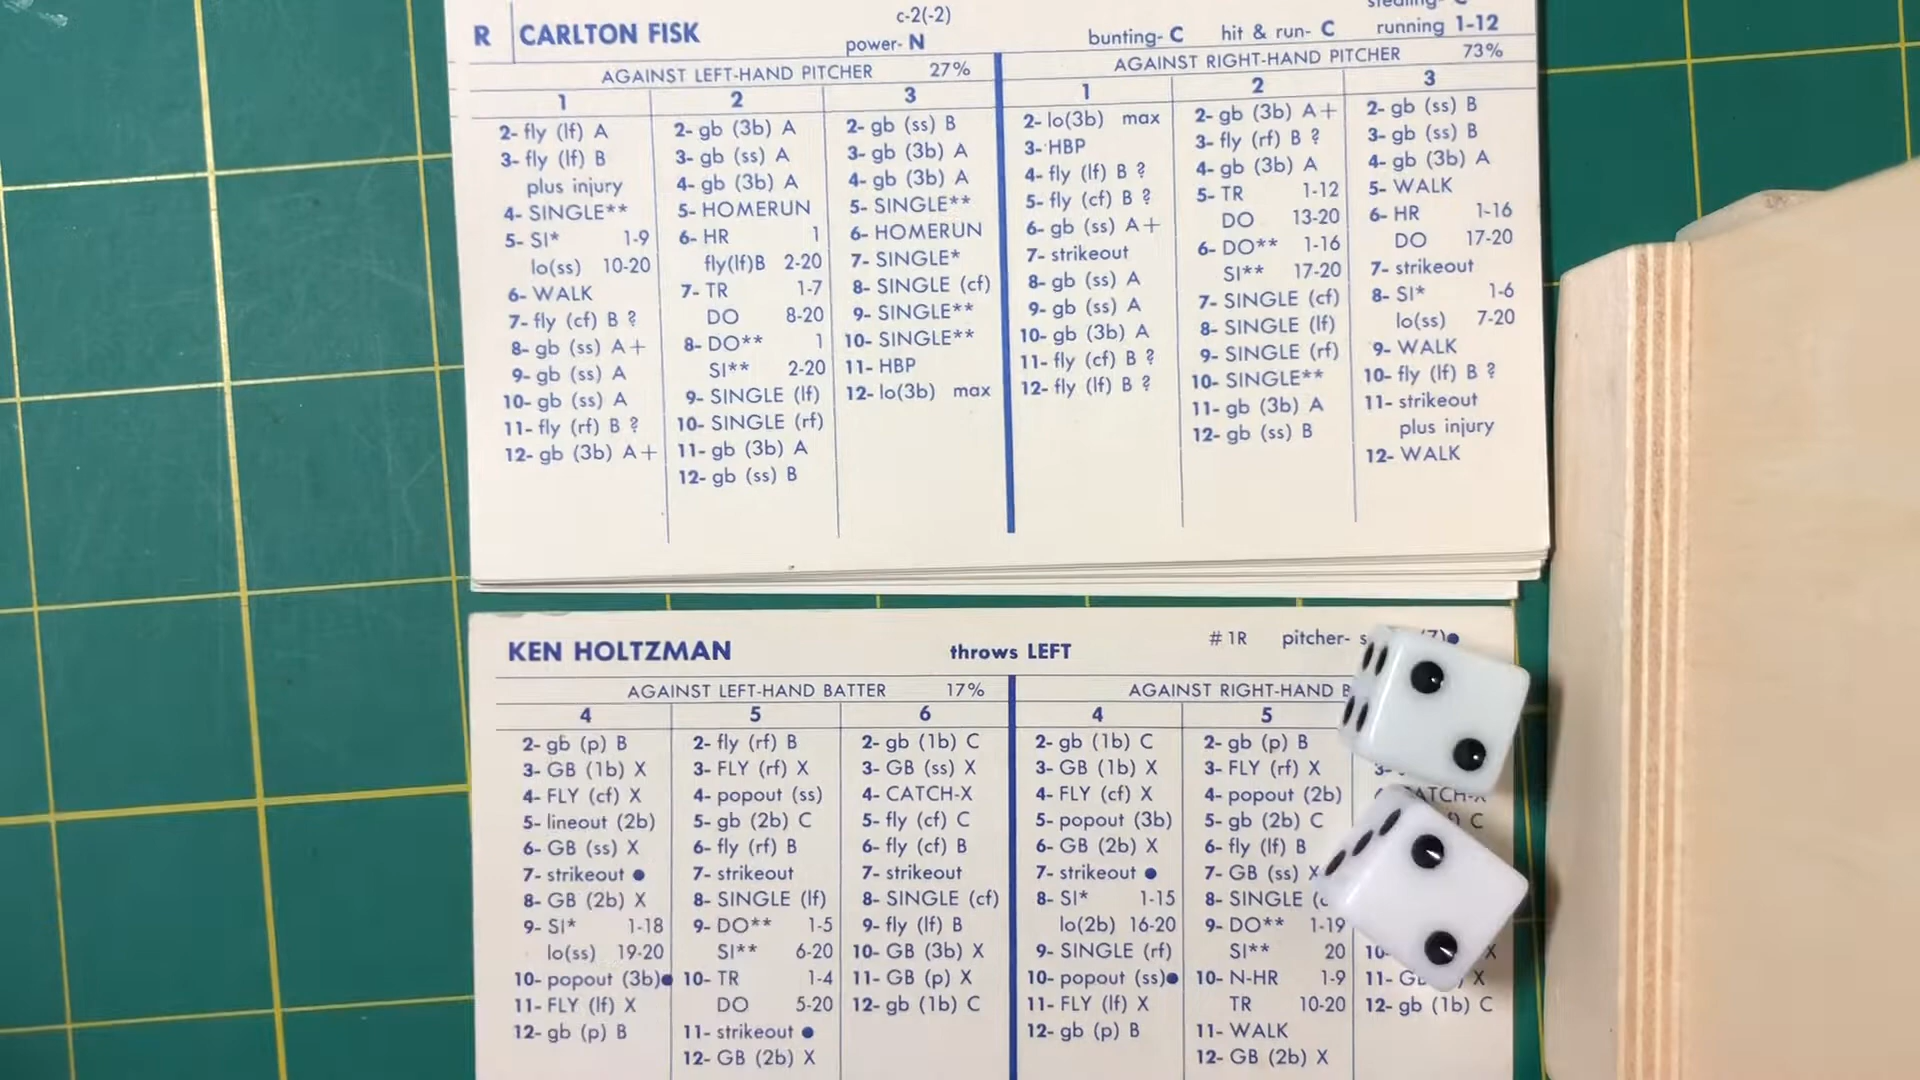 c-2(-2)
R CARLTON FISK power- N bunting- C hit & run- C running 1-12
AGAINST LEFT-HAND PITCHER 27% AGAINST RIGHT-HAND PITCHER 73%
1 2 3 1 2 3
2- fly (lf) A
3- fly (lf) B
plus injury
4- SINGLE**
5- SI* 1-9
lo(ss) 10-20
6- WALK
7- fly (cf) B ?
8- gb (ss) A+
9- gb (ss) A
10- gb (ss) A
11- fly (rf) B ?
12- gb (3b) A+
2- gb (3b) A
3- gb (ss) A
4- gb (3b) A
5- HOMERUN
6- HR 1
fly(lf)B 2-20
7- TR 1-7
DO 8-20
8- DO** 1
SI** 2-20
9- SINGLE (lf)
10- SINGLE (rf)
11- gb (3b) A
12- gb (ss) B
2- gb (ss) B
3- gb (3b) A
4- gb (3b) A
5- SINGLE**
6- HOMERUN
7- SINGLE*
8- SINGLE (cf)
9- SINGLE**
10- SINGLE**
11- HBP
12- lo(3b) max
2- lo(3b) max
3- HBP
4- fly (lf) B ?
5- fly (cf) B ?
6- gb (ss) A+
7- strikeout
8- gb (ss) A
9- gb (ss) A
10- gb (3b) A
11- fly (cf) B ?
12- fly (lf) B ?
2- gb (3b) A+
3- fly (rf) B ?
4- gb (3b) A
5- TR 1-12
DO 13-20
6- DO** 1-16
SI** 17-20
7- SINGLE (cf)
8- SINGLE (lf)
9- SINGLE (rf)
10- SINGLE**
11- gb (3b) A
12- gb (ss) B
2- gb (ss) B
3- gb (ss) B
4- gb (3b) A
5- WALK
6- HR 1-16
DO 17-20
7- strikeout
8- SI* 1-6
lo(ss) 7-20
9- WALK
10- fly (lf) B ?
11- strikeout
plus injury
12- WALK
KEN HOLTZMAN throws LEFT #1R pitcher-
AGAINST LEFT-HAND BATTER 17% AGAINST RIGHT-HAND
4 5 6 4 5
2- gb (p) B
3- GB (1b) X
4- FLY (cf) X
5- lineout (2b)
6- GB (ss) X
7- strikeout ●
8- GB (2b) X
9- SI* 1-18
lo(ss) 19-20
10- popout (3b)●
11- FLY (lf) X
12- gb (p) B
2- fly (rf) B
3- FLY (rf) X
4- popout (ss)
5- gb (2b) C
6- fly (rf) B
7- strikeout
8- SINGLE (lf)
9- DO** 1-5
SI** 6-20
10- TR 1-4
DO 5-20
11- strikeout ●
12- GB (2b) X
2- gb (1b) C
3- GB (ss) X
4- CATCH-X
5- fly (cf) C
6- fly (cf) B
7- strikeout
8- SINGLE (cf)
9- fly (lf) B
10- GB (3b) X
11- GB (p) X
12- gb (1b) C
2- gb (1b) C
3- GB (1b) X
4- FLY (cf) X
5- popout (3b)
6- GB (2b) X
7- strikeout ●
8- SI* 1-15
lo(2b) 16-20
9- SINGLE (rf)
10- popout (ss)●
11- FLY (lf) X
12- gb (p) B
2- gb (p) B
3- FLY (rf) X
4- popout (2b)
5- gb (2b) C
6- fly (lf) B
7- GB (ss) X
8- SINGLE
9- DO** 1-19
SI** 20
10- N-HR 1-9
TR 10-20
11- WALK
12- GB (2b) X
3-
C
10- X
11- X
12- gb (1b) C